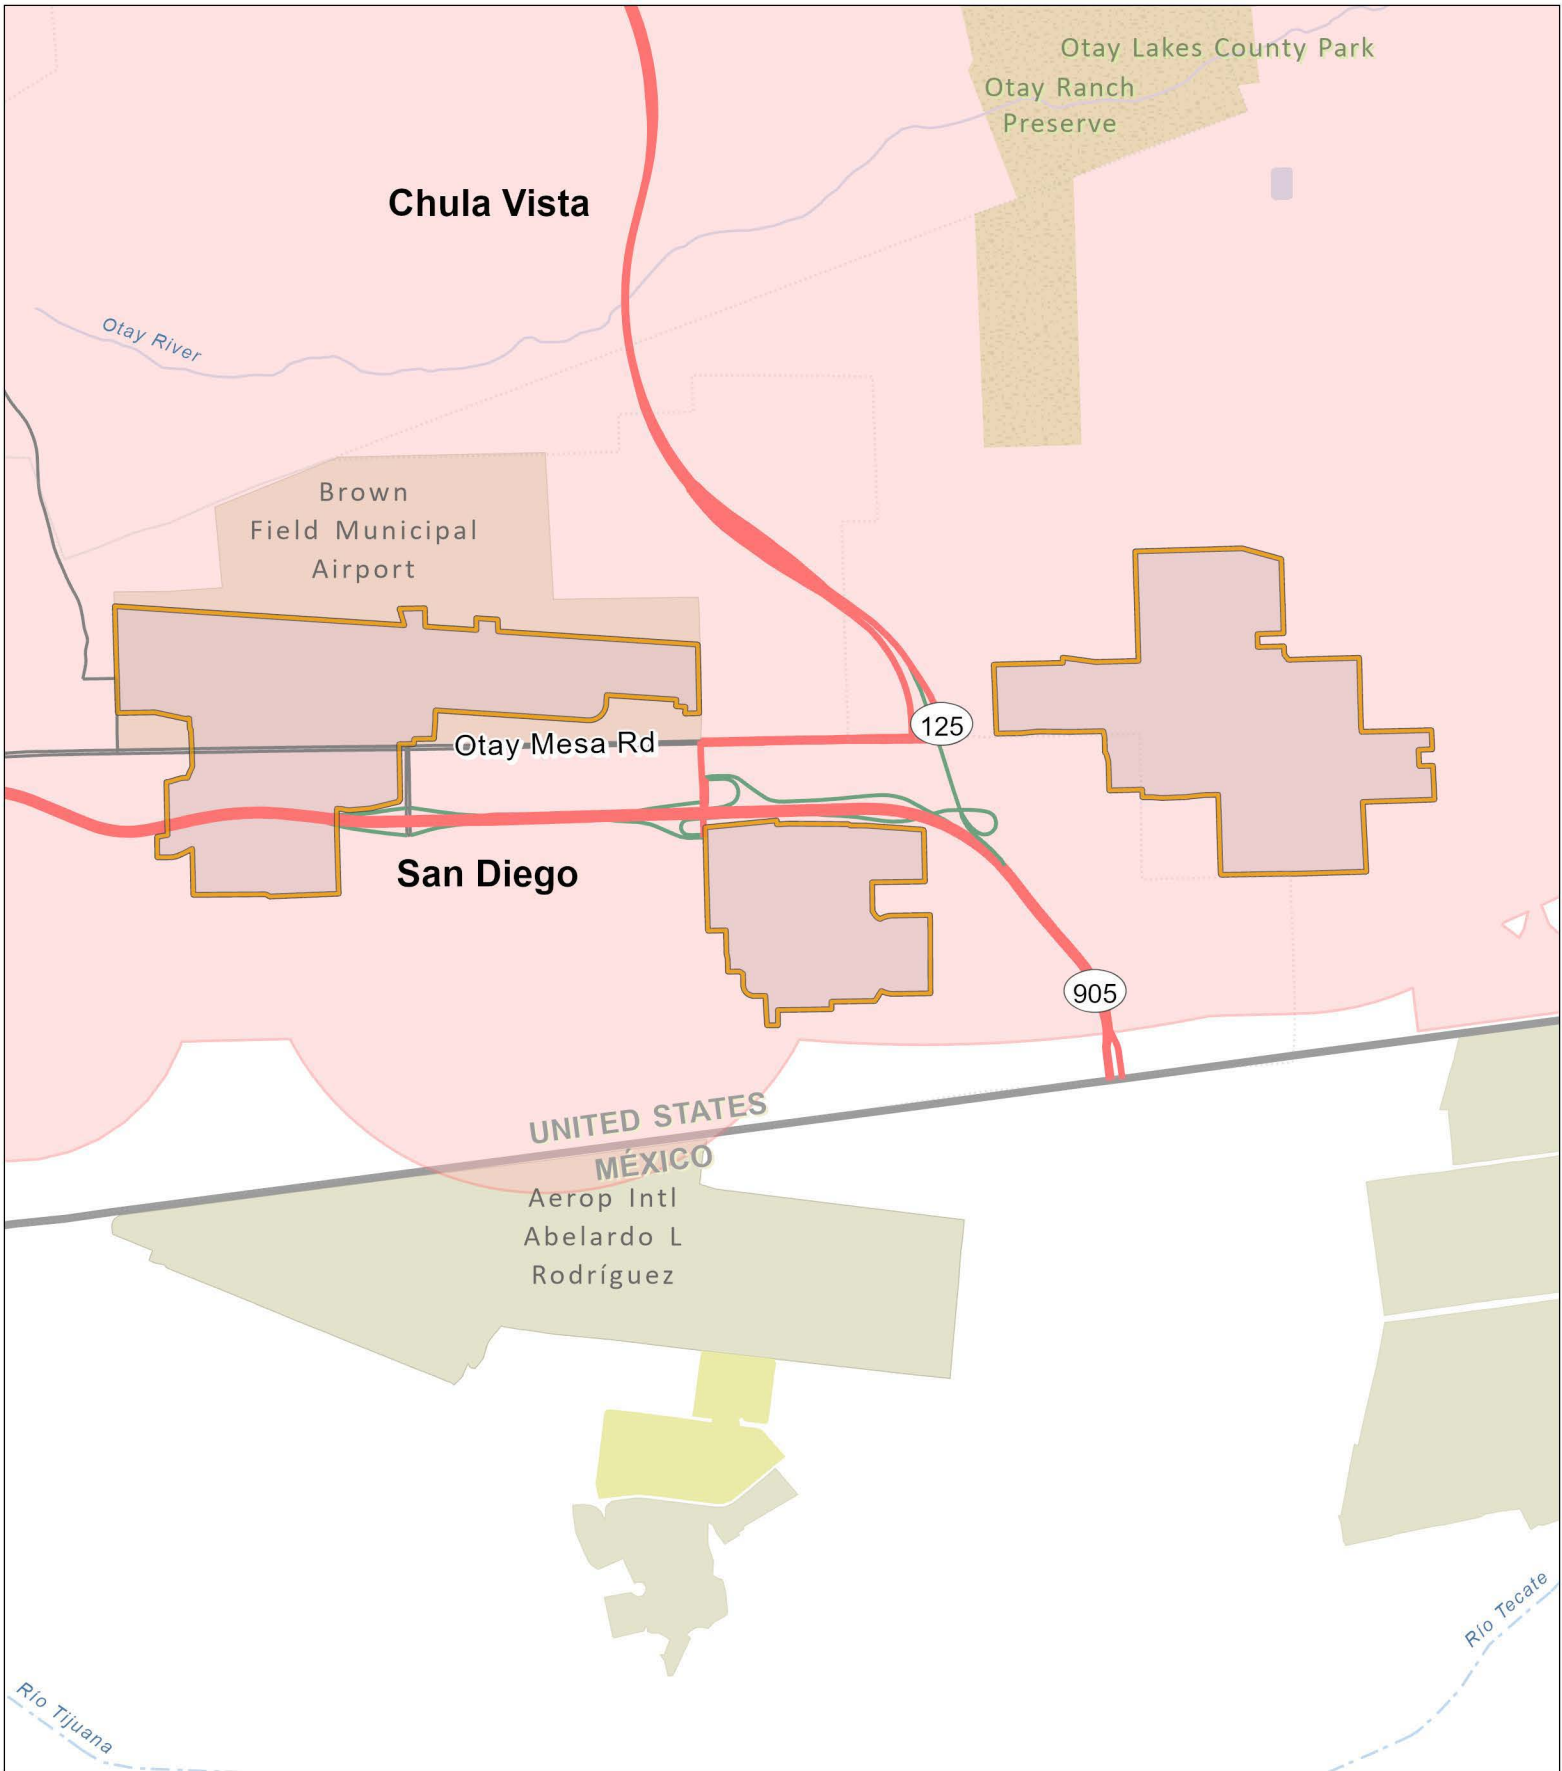 Otay Lakes County Park
Otay Ranch
Preserve
Chula Vista
Otay River
Brown
Field Municipal
Airport
125
Otay Mesa Rd
San Diego
905
UNITED STATES
MÉXICO
Aerop Intl
Abelardo L
Rodríguez
Río Tecate
Río Tijuana